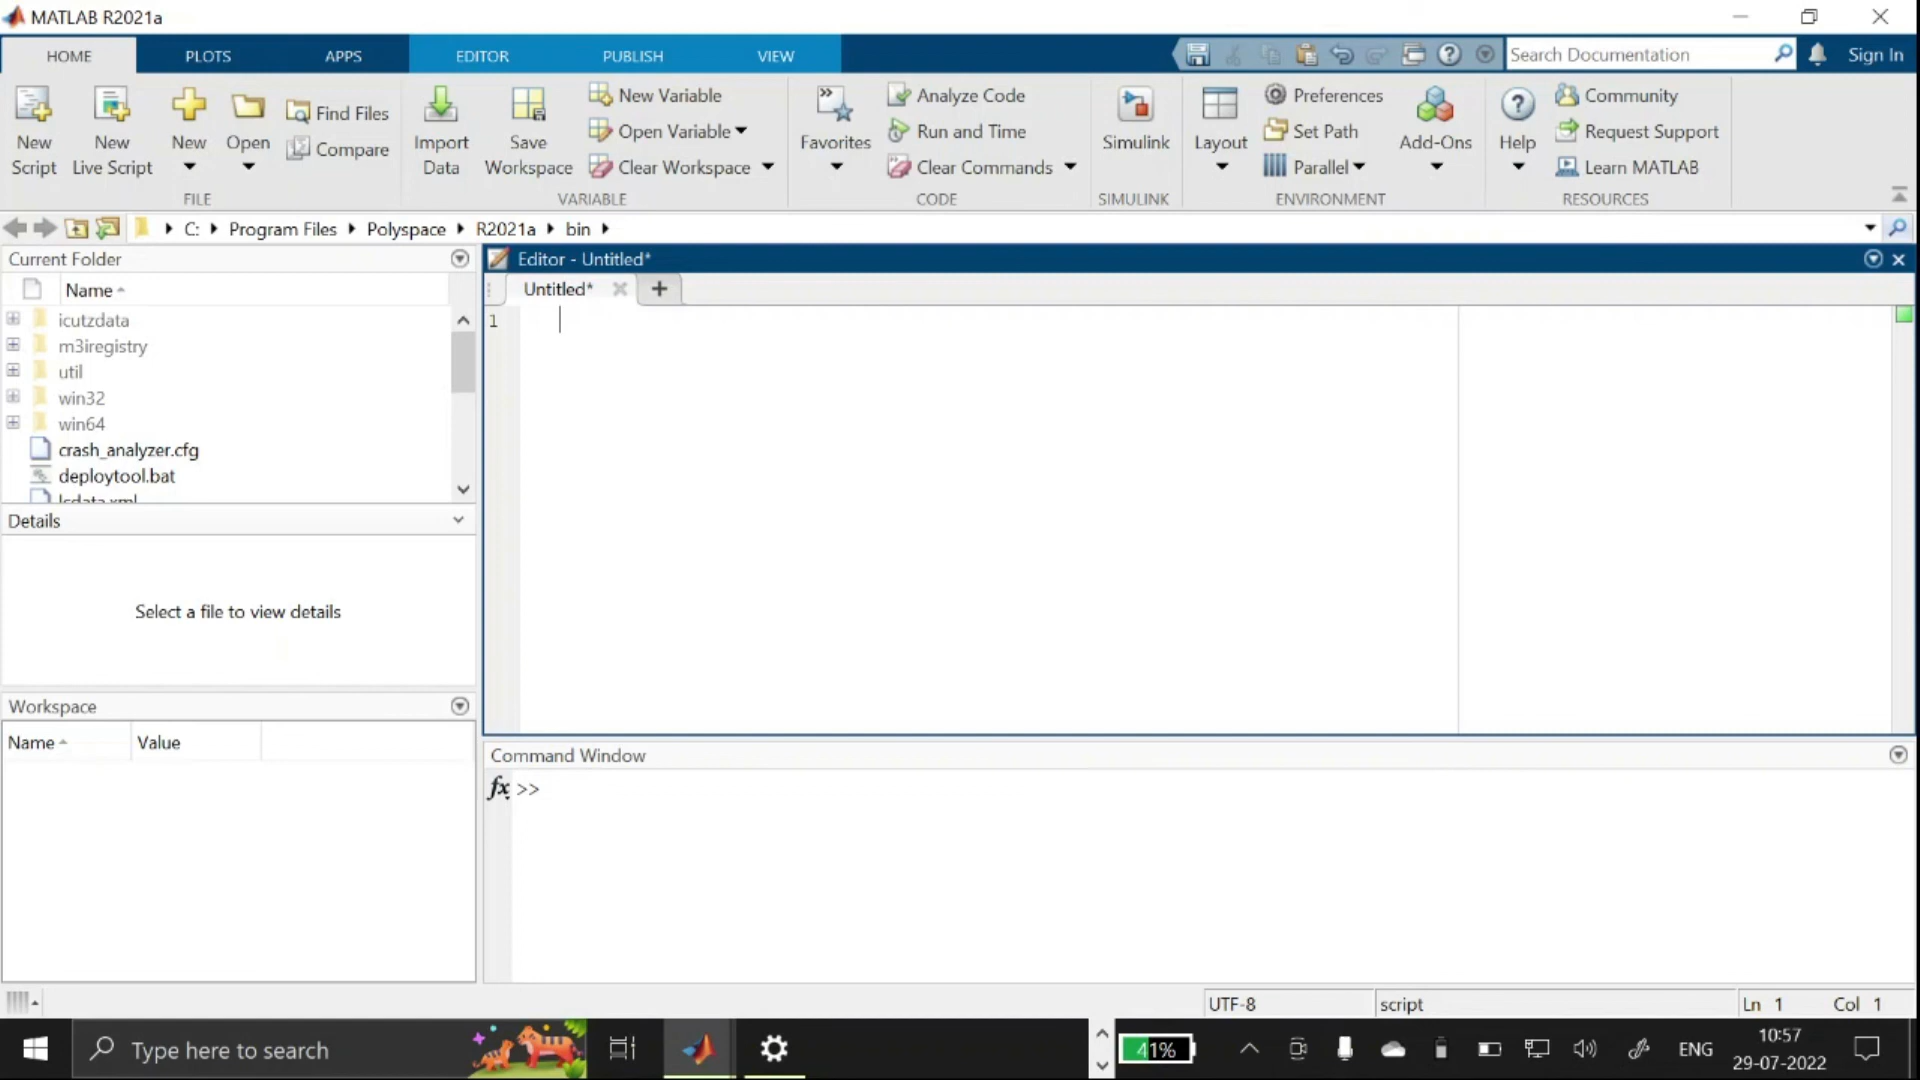 MATLAB R2021a
HOME PLOTS APPS EDITOR PUBLISH VIEW
Search Documentation
Sign In
New Script
New Live Script
New
Open
Find Files
Compare
FILE
Import Data
Save Workspace
New Variable
Open Variable
Clear Workspace
VARIABLE
Favorites
Analyze Code
Run and Time
Clear Commands
CODE
Simulink
SIMULINK
Layout
Preferences
Set Path
Parallel
Add-Ons
ENVIRONMENT
Help
Community
Request Support
Learn MATLAB
RESOURCES
C: Program Files Polyspace R2021a bin
Current Folder
Name
icutzdata
m3iregistry
util
win32
win64
crash_analyzer.cfg
deploytool.bat
lcdata.xml
Details
Select a file to view details
Workspace
Name Value
Editor - Untitled*
Untitled* +
1
Command Window
fx >>
UTF-8 script Ln 1 Col 1
Type here to search
41%
ENG
10:57
29-07-2022